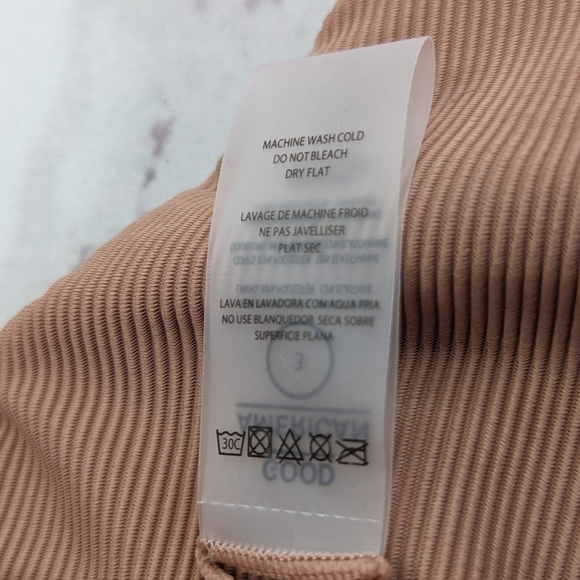 MACHINE WASH COLD
DO NOT BLEACH
DRY FLAT
LAVAGE DE MACHINE FROID
NE PAS JAVELLISER
PLAT SEC
LAVA EN LAVADORA CON AGUA FRIA
NO USE BLANQUEDOR, SECA SOBRE
SUPERFICIE PLANA
3
AMERICAN
30C
GOOD